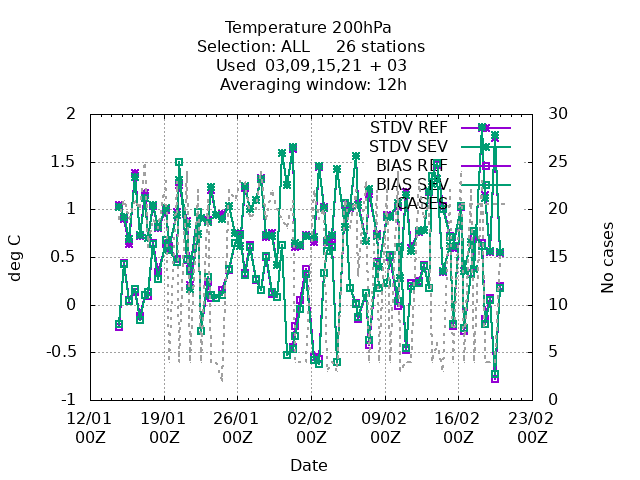 Temperature 200hPa
Selection: ALL 26 stations
Used 03,09,15,21 + 03
Averaging window: 12h
2 30
STDV REF
STDV SEV
1.5 25
BIAS REF
BIAS SEV
CASES
1 20
deg C
No cases
0.5 15
0 10
-0.5 5
-1 0
12/01 19/01 26/01 02/02 09/02 16/02 23/02
00Z 00Z 00Z 00Z 00Z 00Z 00Z
Date